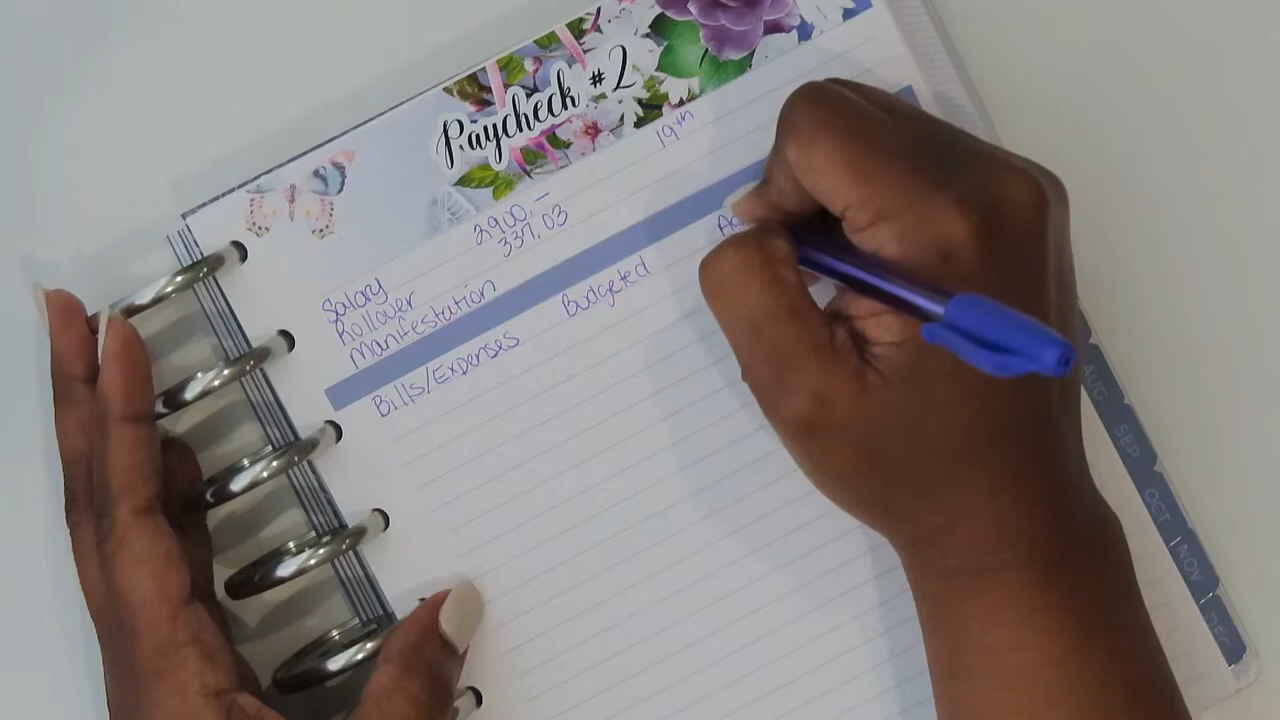 Paycheck #2
19th
Salary 2900.-
Rollover 337.03
Manifestation
Bills/Expenses Budgeted
AUG
SEP
OCT
NOV
DEC